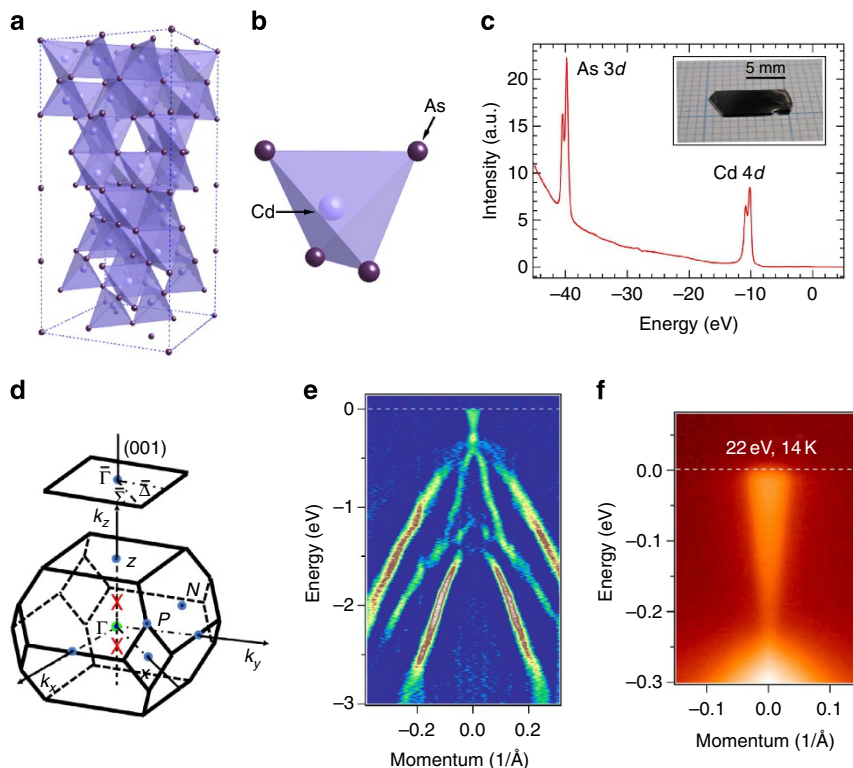 a
b
As
Cd
c
Intensity (a.u.)
20
15
10
5
0
As 3d
Cd 4d
5 mm
−40
−30
−20
−10
0
Energy (eV)
d
(001)
Γ̅
Σ̅
Δ̅
kz
z
N
Γ
P
x
kx
ky
e
Energy (eV)
0
−1
−2
−3
−0.2
0.0
0.2
Momentum (1/Å)
f
22 eV, 14 K
Energy (eV)
0.0
−0.1
−0.2
−0.3
−0.1
0.0
0.1
Momentum (1/Å)